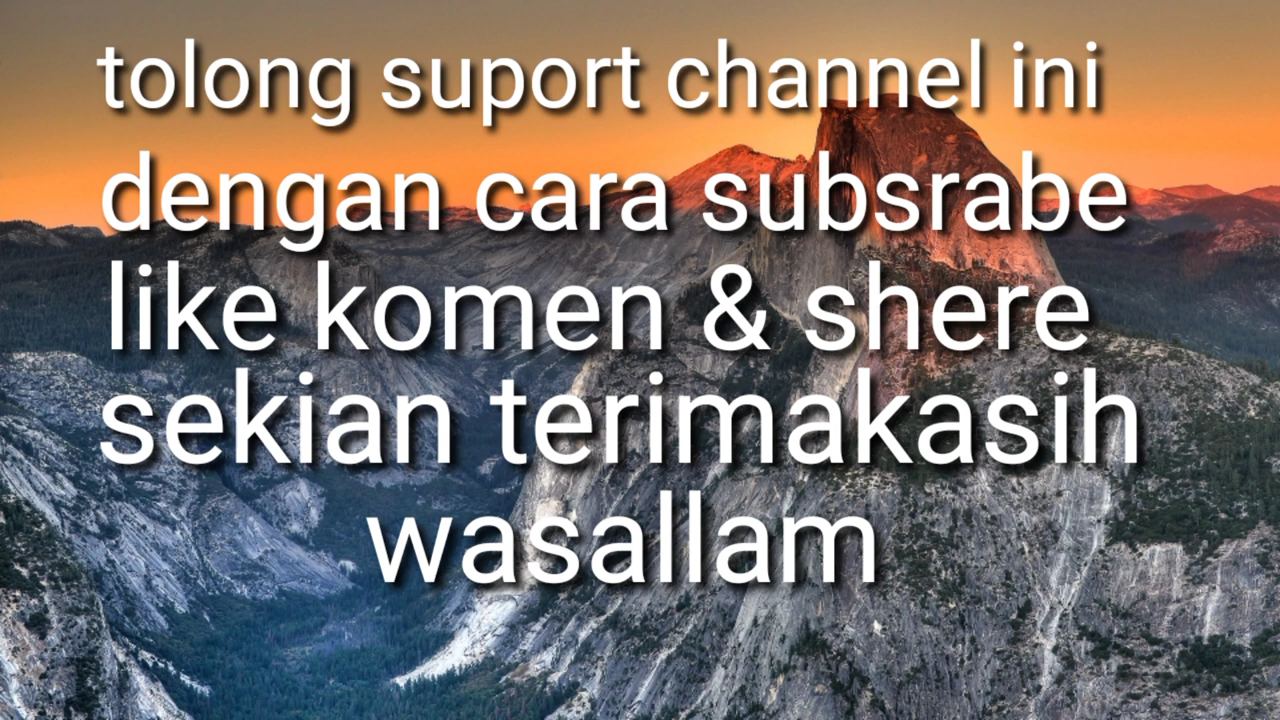 tolong suport channel ini
dengan cara subsrabe
like komen & shere
sekian terimakasih
wasallam